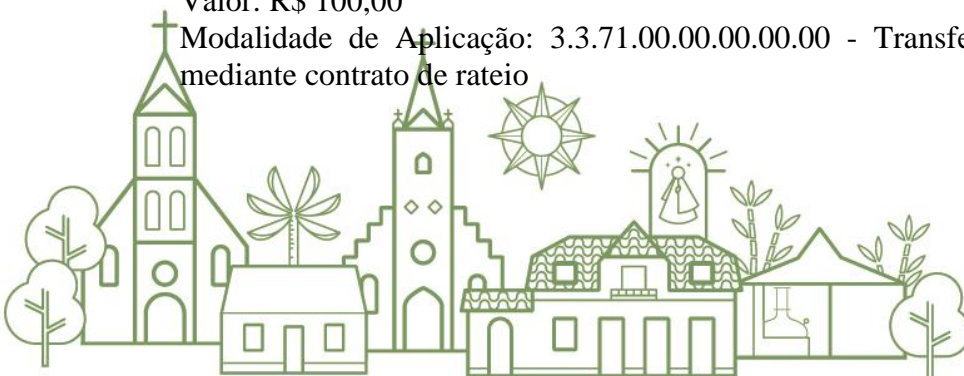 Valor: R$ 100,00
Modalidade de Aplicação: 3.3.71.00.00.00.00.00 - Transfe
mediante contrato de rateio